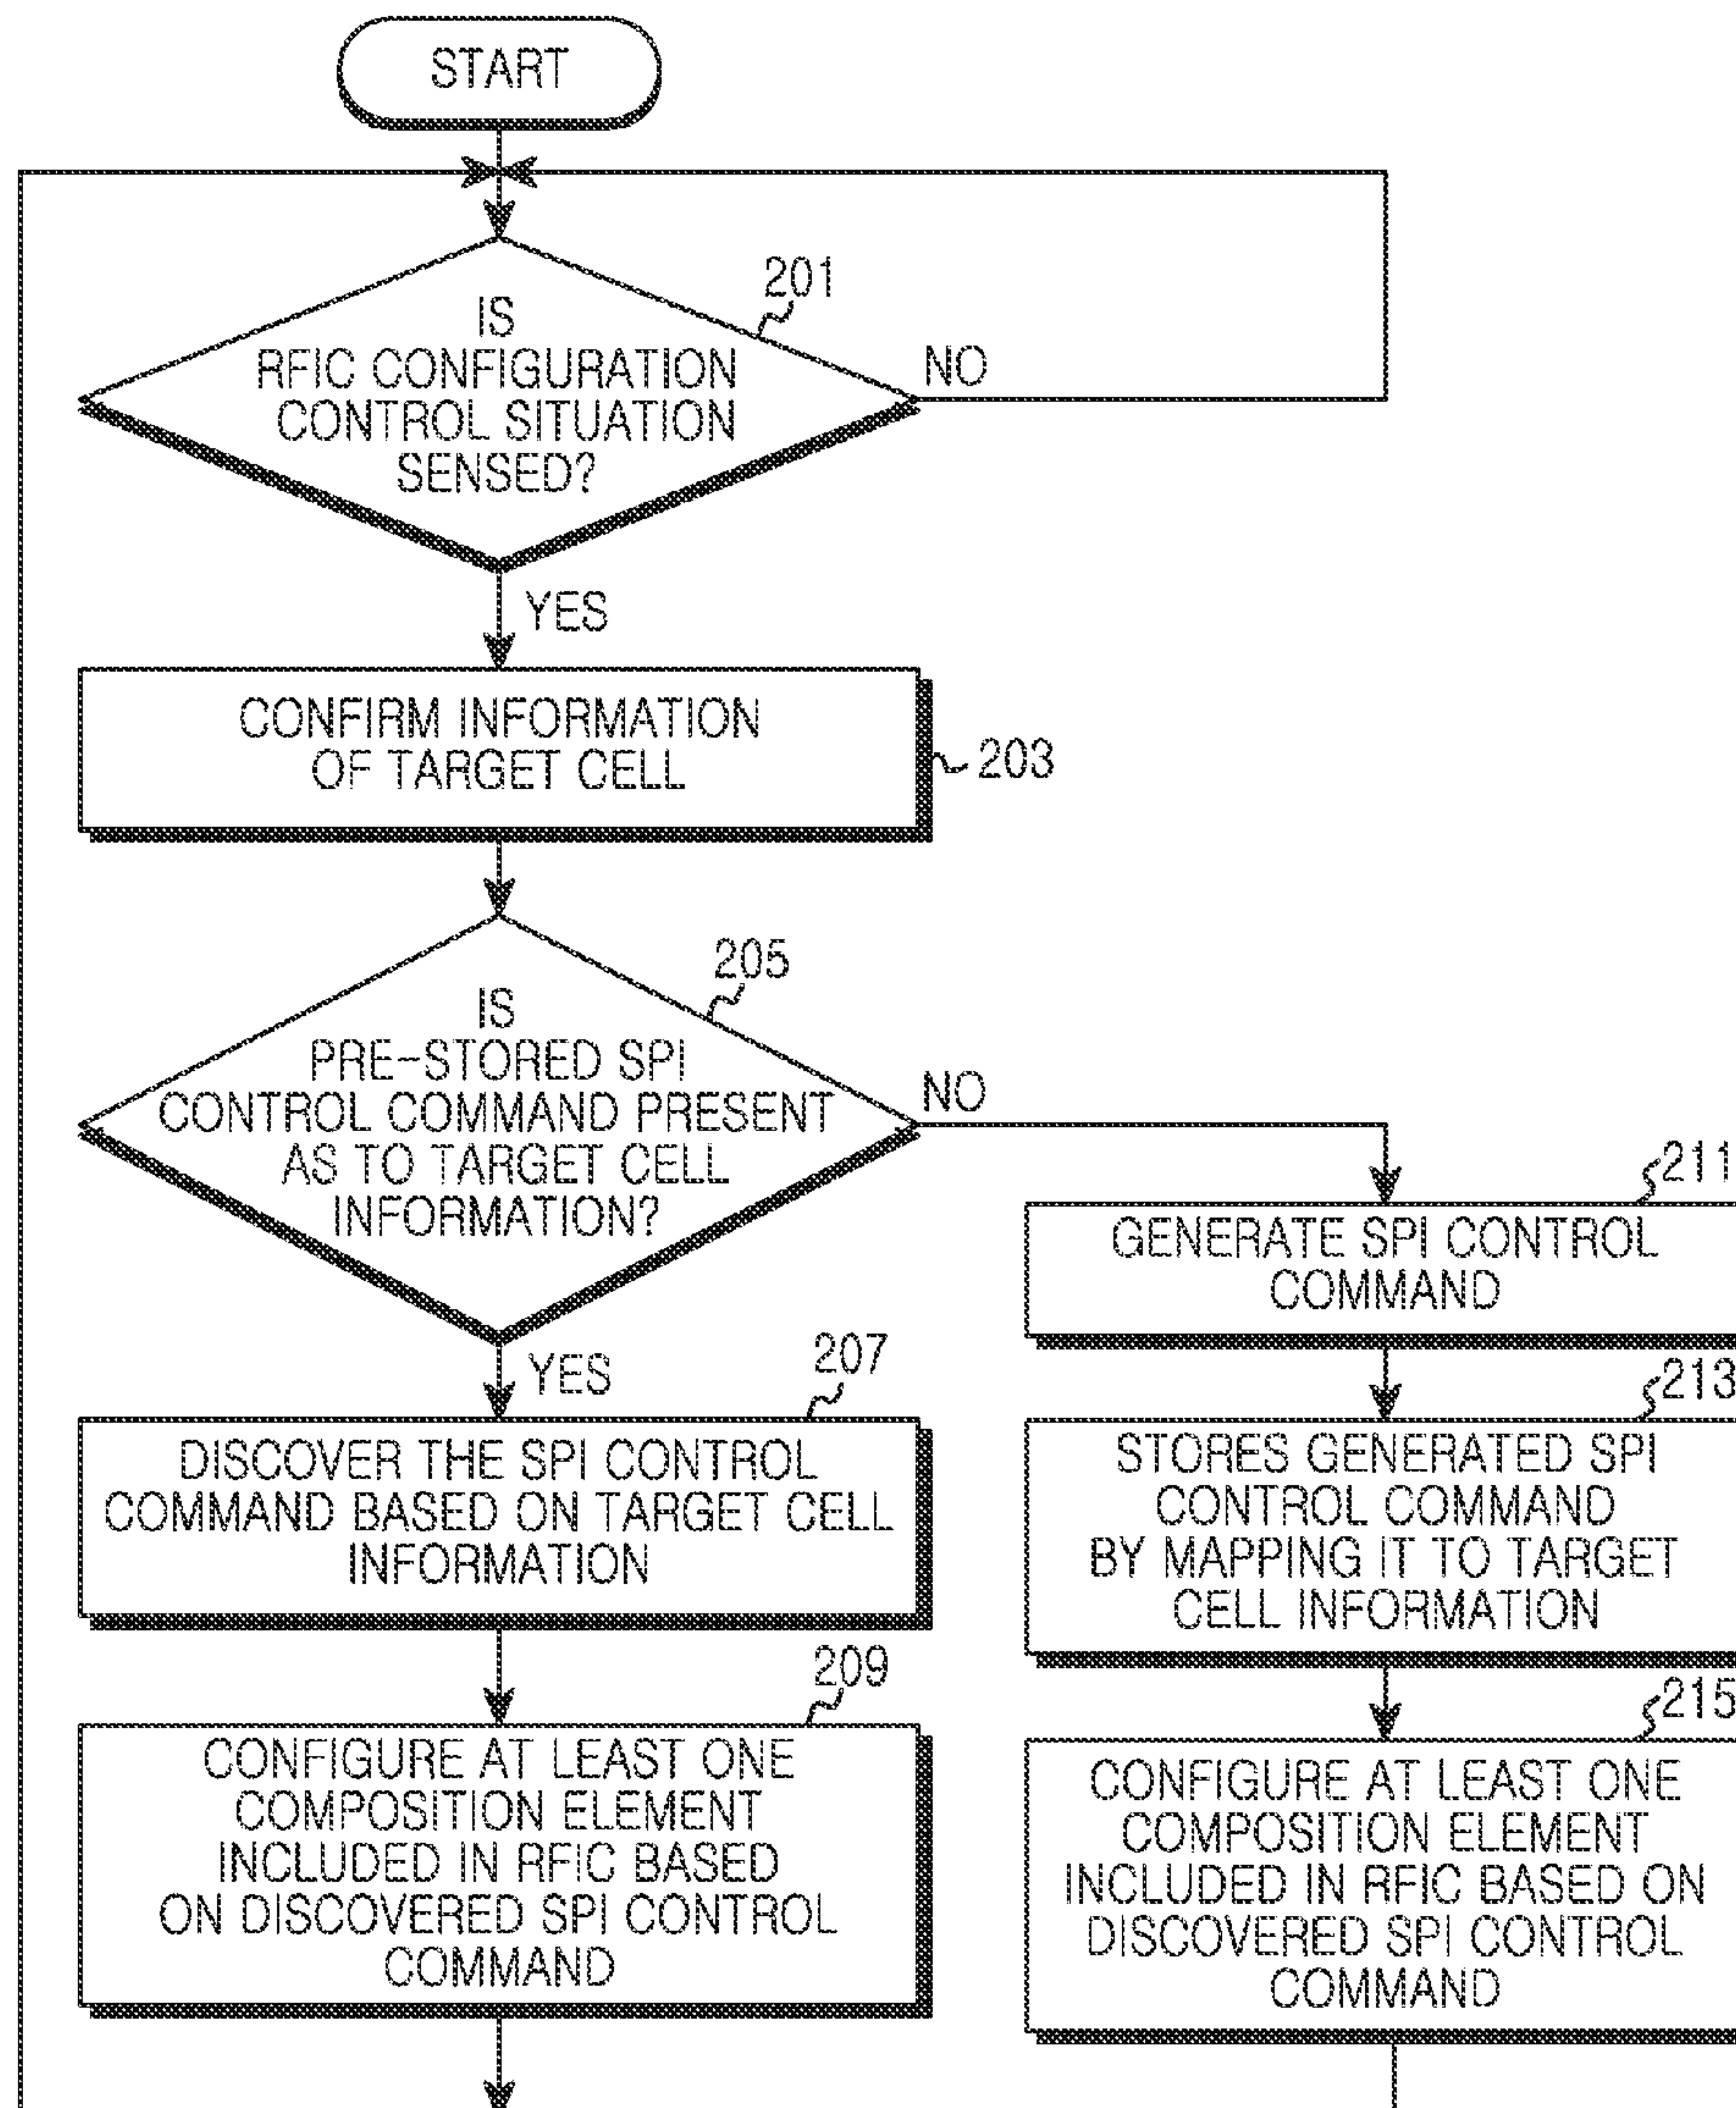 START
201
IS
RFIC CONFIGURATION
CONTROL SITUATION
SENSED?
NO
YES
CONFIRM INFORMATION
OF TARGET CELL
203
205
IS
PRE-STORED SPI
CONTROL COMMAND PRESENT
AS TO TARGET CELL
INFORMATION?
NO
YES
207
DISCOVER THE SPI CONTROL
COMMAND BASED ON TARGET CELL
INFORMATION
209
CONFIGURE AT LEAST ONE
COMPOSITION ELEMENT
INCLUDED IN RFIC BASED
ON DISCOVERED SPI CONTROL
COMMAND
211
GENERATE SPI CONTROL
COMMAND
213
STORES GENERATED SPI
CONTROL COMMAND
BY MAPPING IT TO TARGET
CELL INFORMATION
215
CONFIGURE AT LEAST ONE
COMPOSITION ELEMENT
INCLUDED IN RFIC BASED ON
DISCOVERED SPI CONTROL
COMMAND